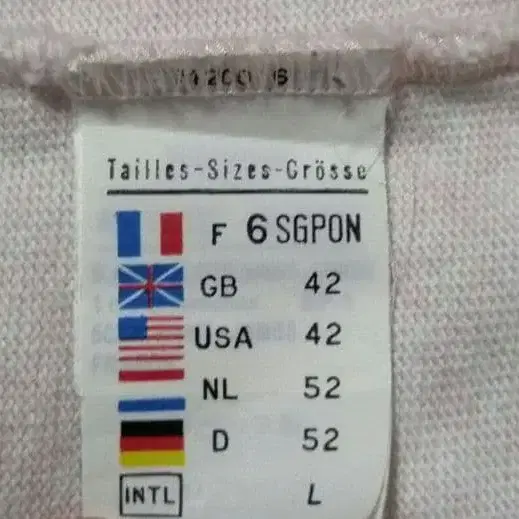 Tailles-Sizes-Grösse
F 6 SGPON
GB 42
USA 42
NL 52
D 52
INTL L